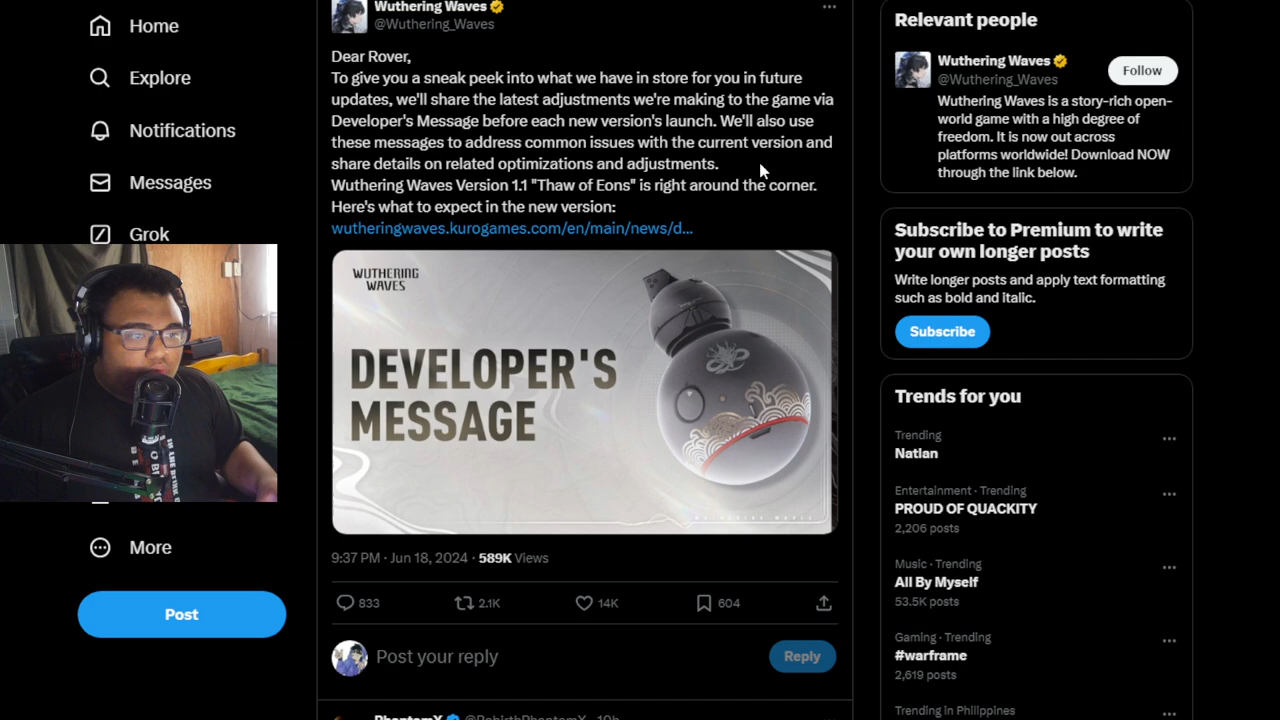 Home
Explore
Notifications
Messages
Grok
More
Post
Wuthering Waves
@Wuthering_Waves
Dear Rover,
To give you a sneak peek into what we have in store for you in future
updates, we'll share the latest adjustments we're making to the game via
Developer's Message before each new version's launch. We'll also use
these messages to address common issues with the current version and
share details on related optimizations and adjustments.
Wuthering Waves Version 1.1 "Thaw of Eons" is right around the corner.
Here's what to expect in the new version:
wutheringwaves.kurogames.com/en/main/news/d...
WUTHERING
WAVES
DEVELOPER'S
MESSAGE
9:37 PM · Jun 18, 2024 · 589K Views
833 2.1K 14K 604
Post your reply
Reply
PhantomX @RebirthPhantomX · 10h
Relevant people
Wuthering Waves
@Wuthering_Waves
Follow
Wuthering Waves is a story-rich open-
world game with a high degree of
freedom. It is now out across
platforms worldwide! Download NOW
through the link below.
Subscribe to Premium to write
your own longer posts
Write longer posts and apply text formatting
such as bold and italic.
Subscribe
Trends for you
Trending
Natlan
Entertainment · Trending
PROUD OF QUACKITY
2,206 posts
Music · Trending
All By Myself
53.5K posts
Gaming · Trending
#warframe
2,619 posts
Trending in Philippines